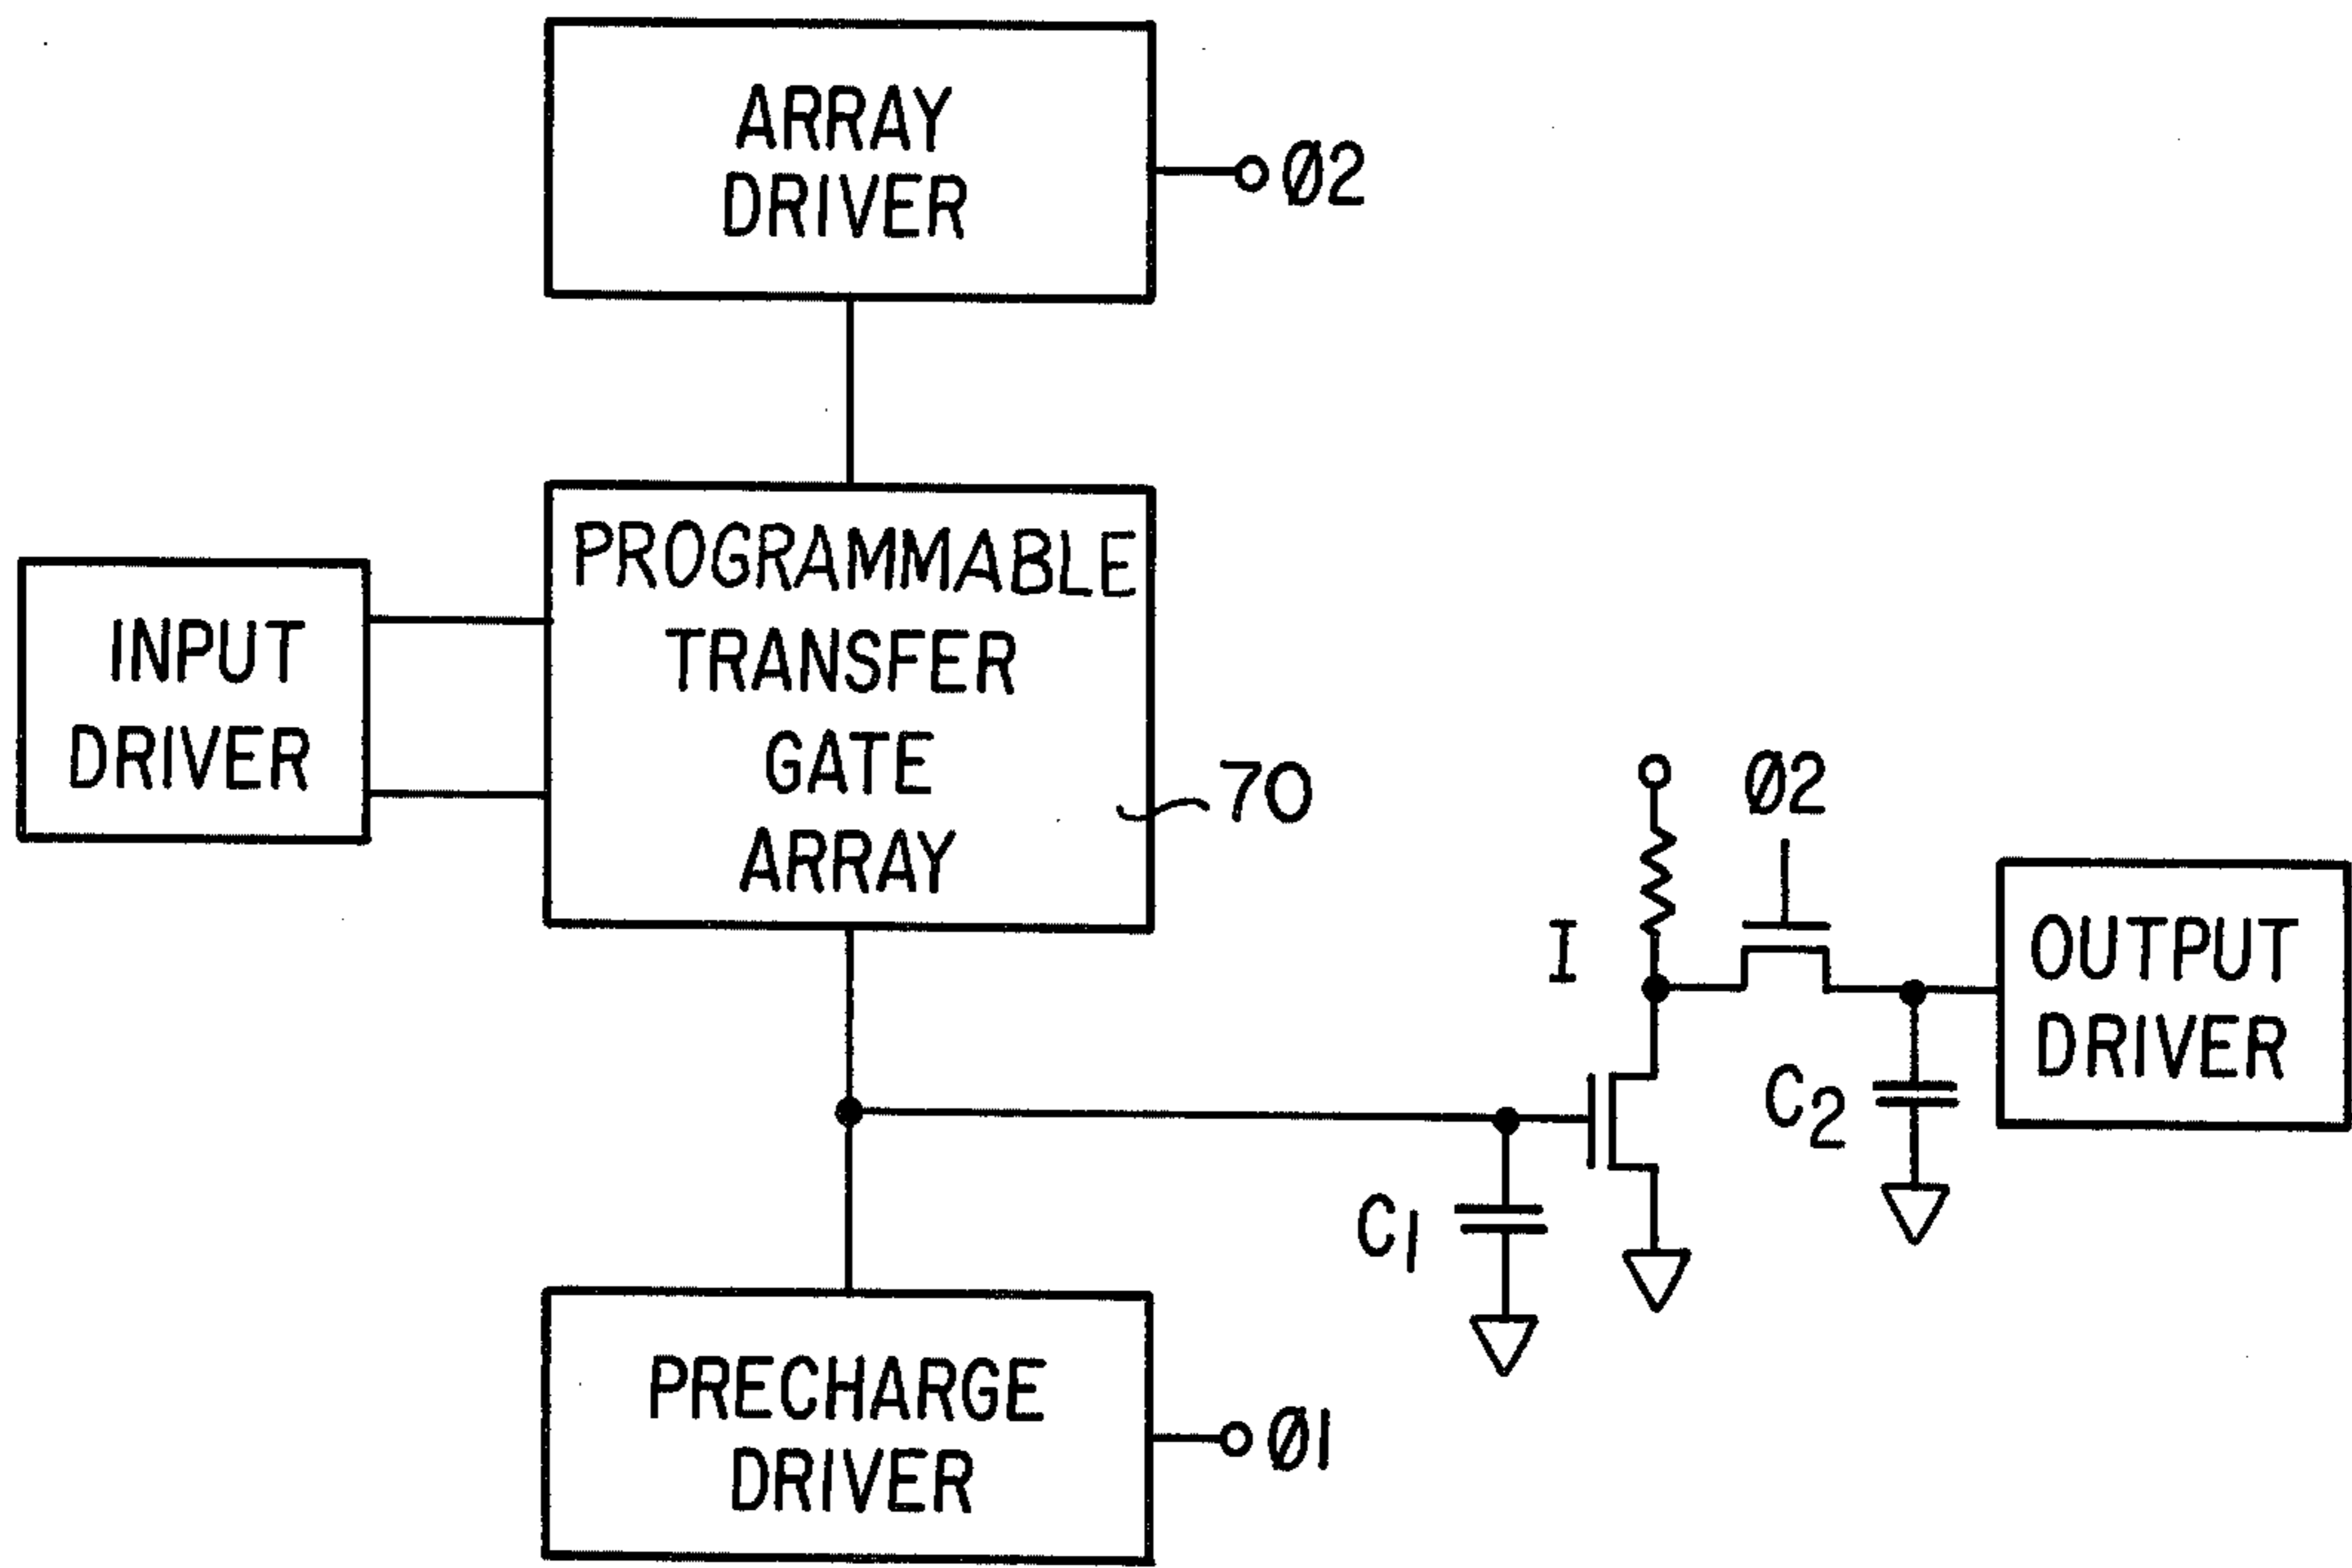 ARRAY
DRIVER
Ø2
PROGRAMMABLE
TRANSFER
GATE
ARRAY
70
INPUT
DRIVER
Ø2
I
OUTPUT
DRIVER
C2
C1
PRECHARGE
DRIVER
Ø1